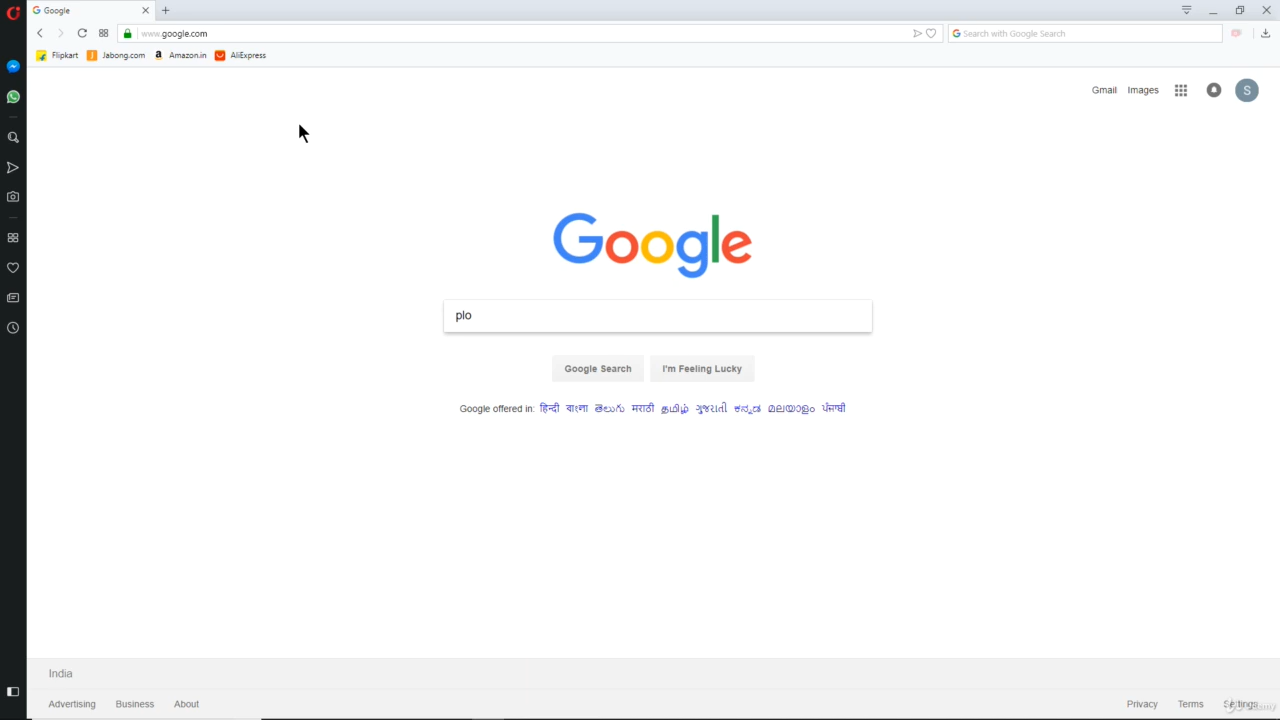 Google
www.google.com
Search with Google Search
Flipkart Jabong.com Amazon.in AliExpress
Gmail Images S
Google
plo
Google Search I'm Feeling Lucky
Google offered in: हिन्दी বাংলা తెలుగు मराठी தமிழ் ગુજરાતી ಕನ್ನಡ മലയാളം ਪੰਜਾਬੀ
India
Advertising Business About
Privacy Terms Settings